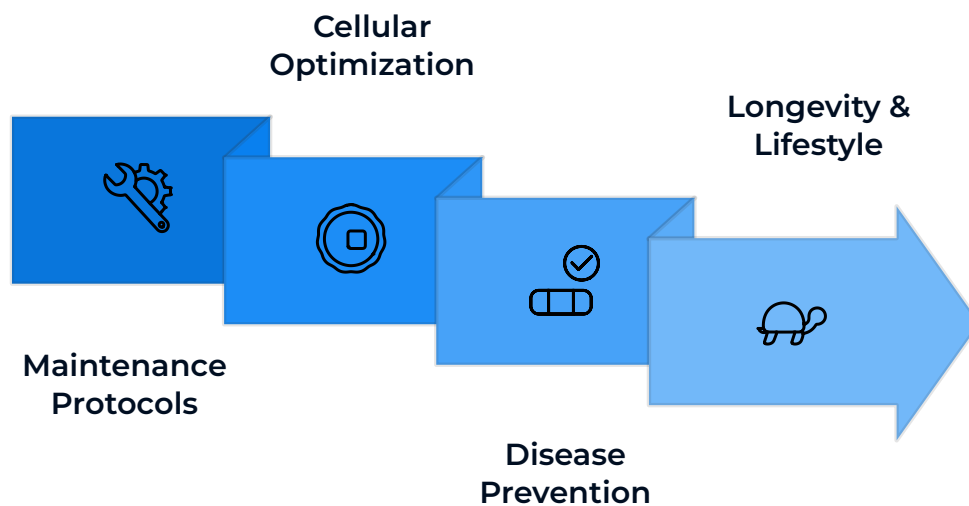 Cellular
Optimization
Longevity &
Lifestyle
Maintenance
Protocols
Disease
Prevention